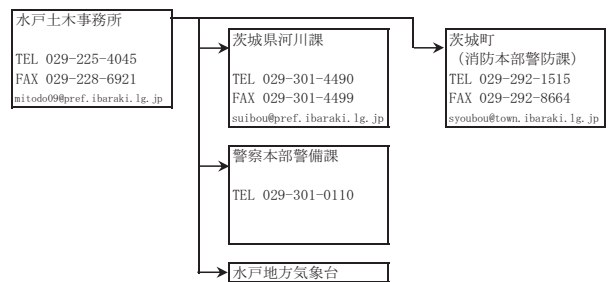 水戸土木事務所
TEL 029-225-4045
FAX 029-228-6921
mitodo09@pref.ibaraki.lg.jp
茨城県河川課
TEL 029-301-4490
FAX 029-301-4499
suibou@pref.ibaraki.lg.jp
茨城町
（消防本部警防課）
TEL 029-292-1515
FAX 029-292-8664
syoubou@town.ibaraki.lg.jp
警察本部警備課
TEL 029-301-0110
水戸地方気象台